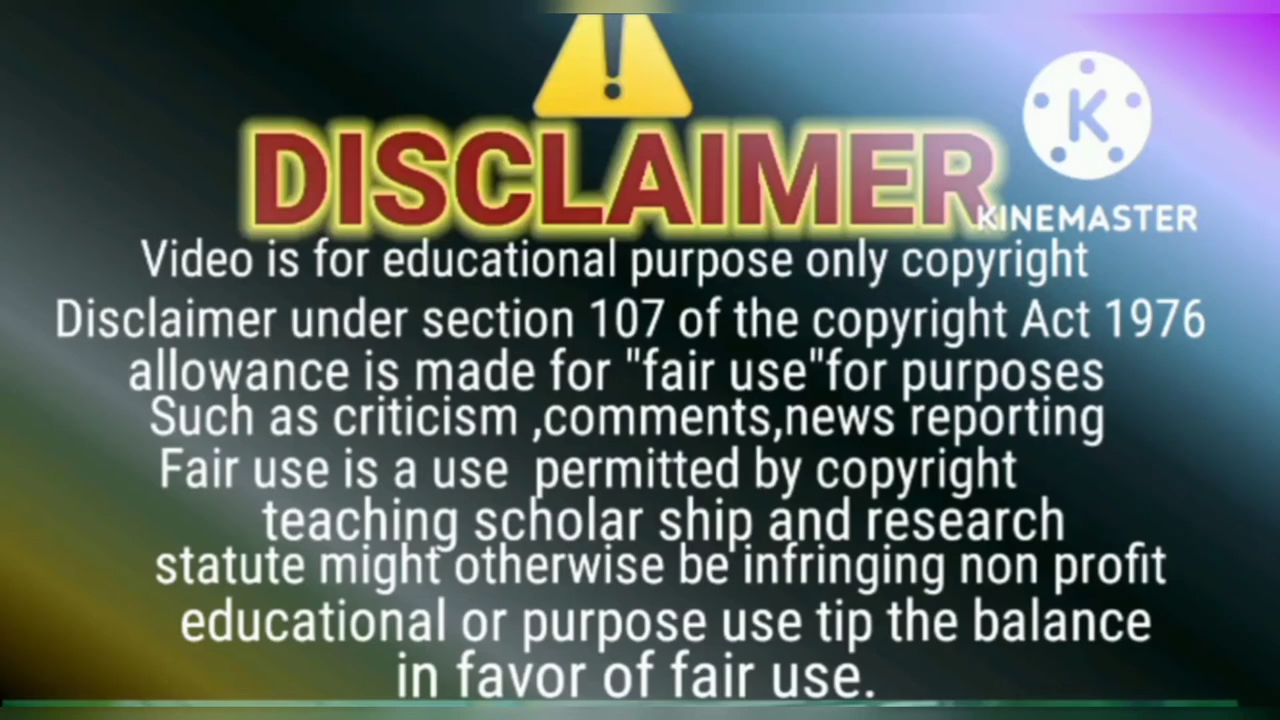 DISCLAIMER
K
KINEMASTER
Video is for educational purpose only copyright
Disclaimer under section 107 of the copyright Act 1976
allowance is made for "fair use"for purposes
Such as criticism ,comments,news reporting
Fair use is a use permitted by copyright
teaching scholar ship and research
statute might otherwise be infringing non profit
educational or purpose use tip the balance
in favor of fair use.